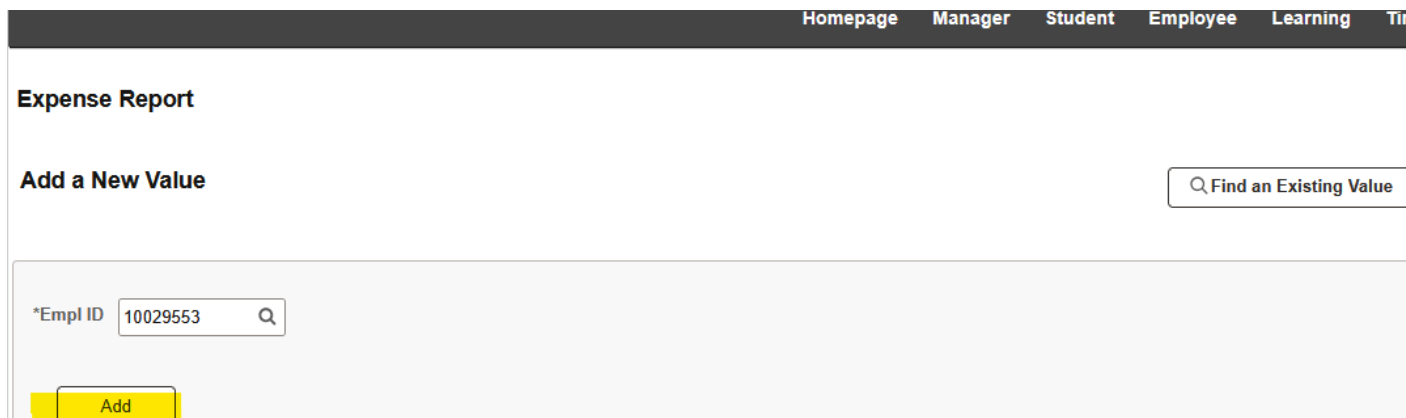 Homepage Manager Student Employee Learning
Expense Report
Add a New Value
Find an Existing Value
*Empl ID 10029553
Add